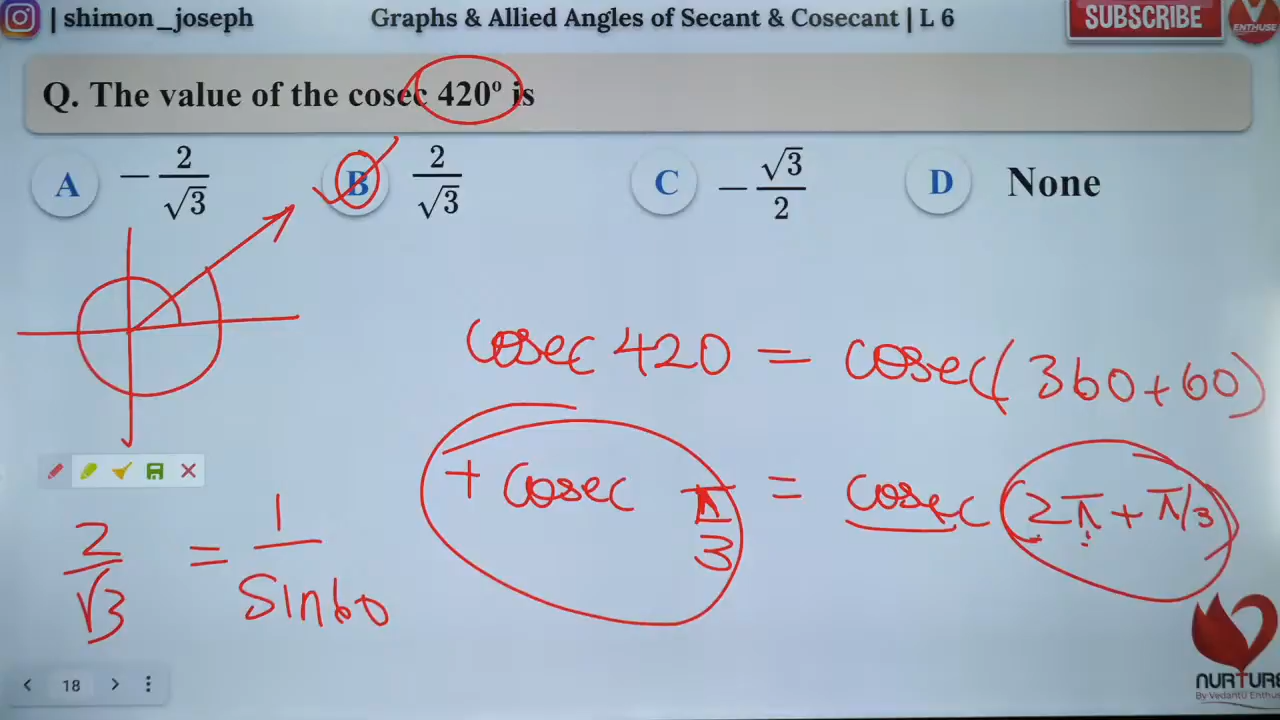 | shimon_joseph
Graphs & Allied Angles of Secant & Cosecant | L 6
SUBSCRIBE
ENTHUSE
Q. The value of the cosec 420° is
A −2/√3
B 2/√3
C −√3/2
D None
cosec 420 = cosec(360+60)
+ cosec π/3 = cosec (2π + π/3)
2/√3 = 1/sin60
18
NURTURE
By Vedantu Enthuse